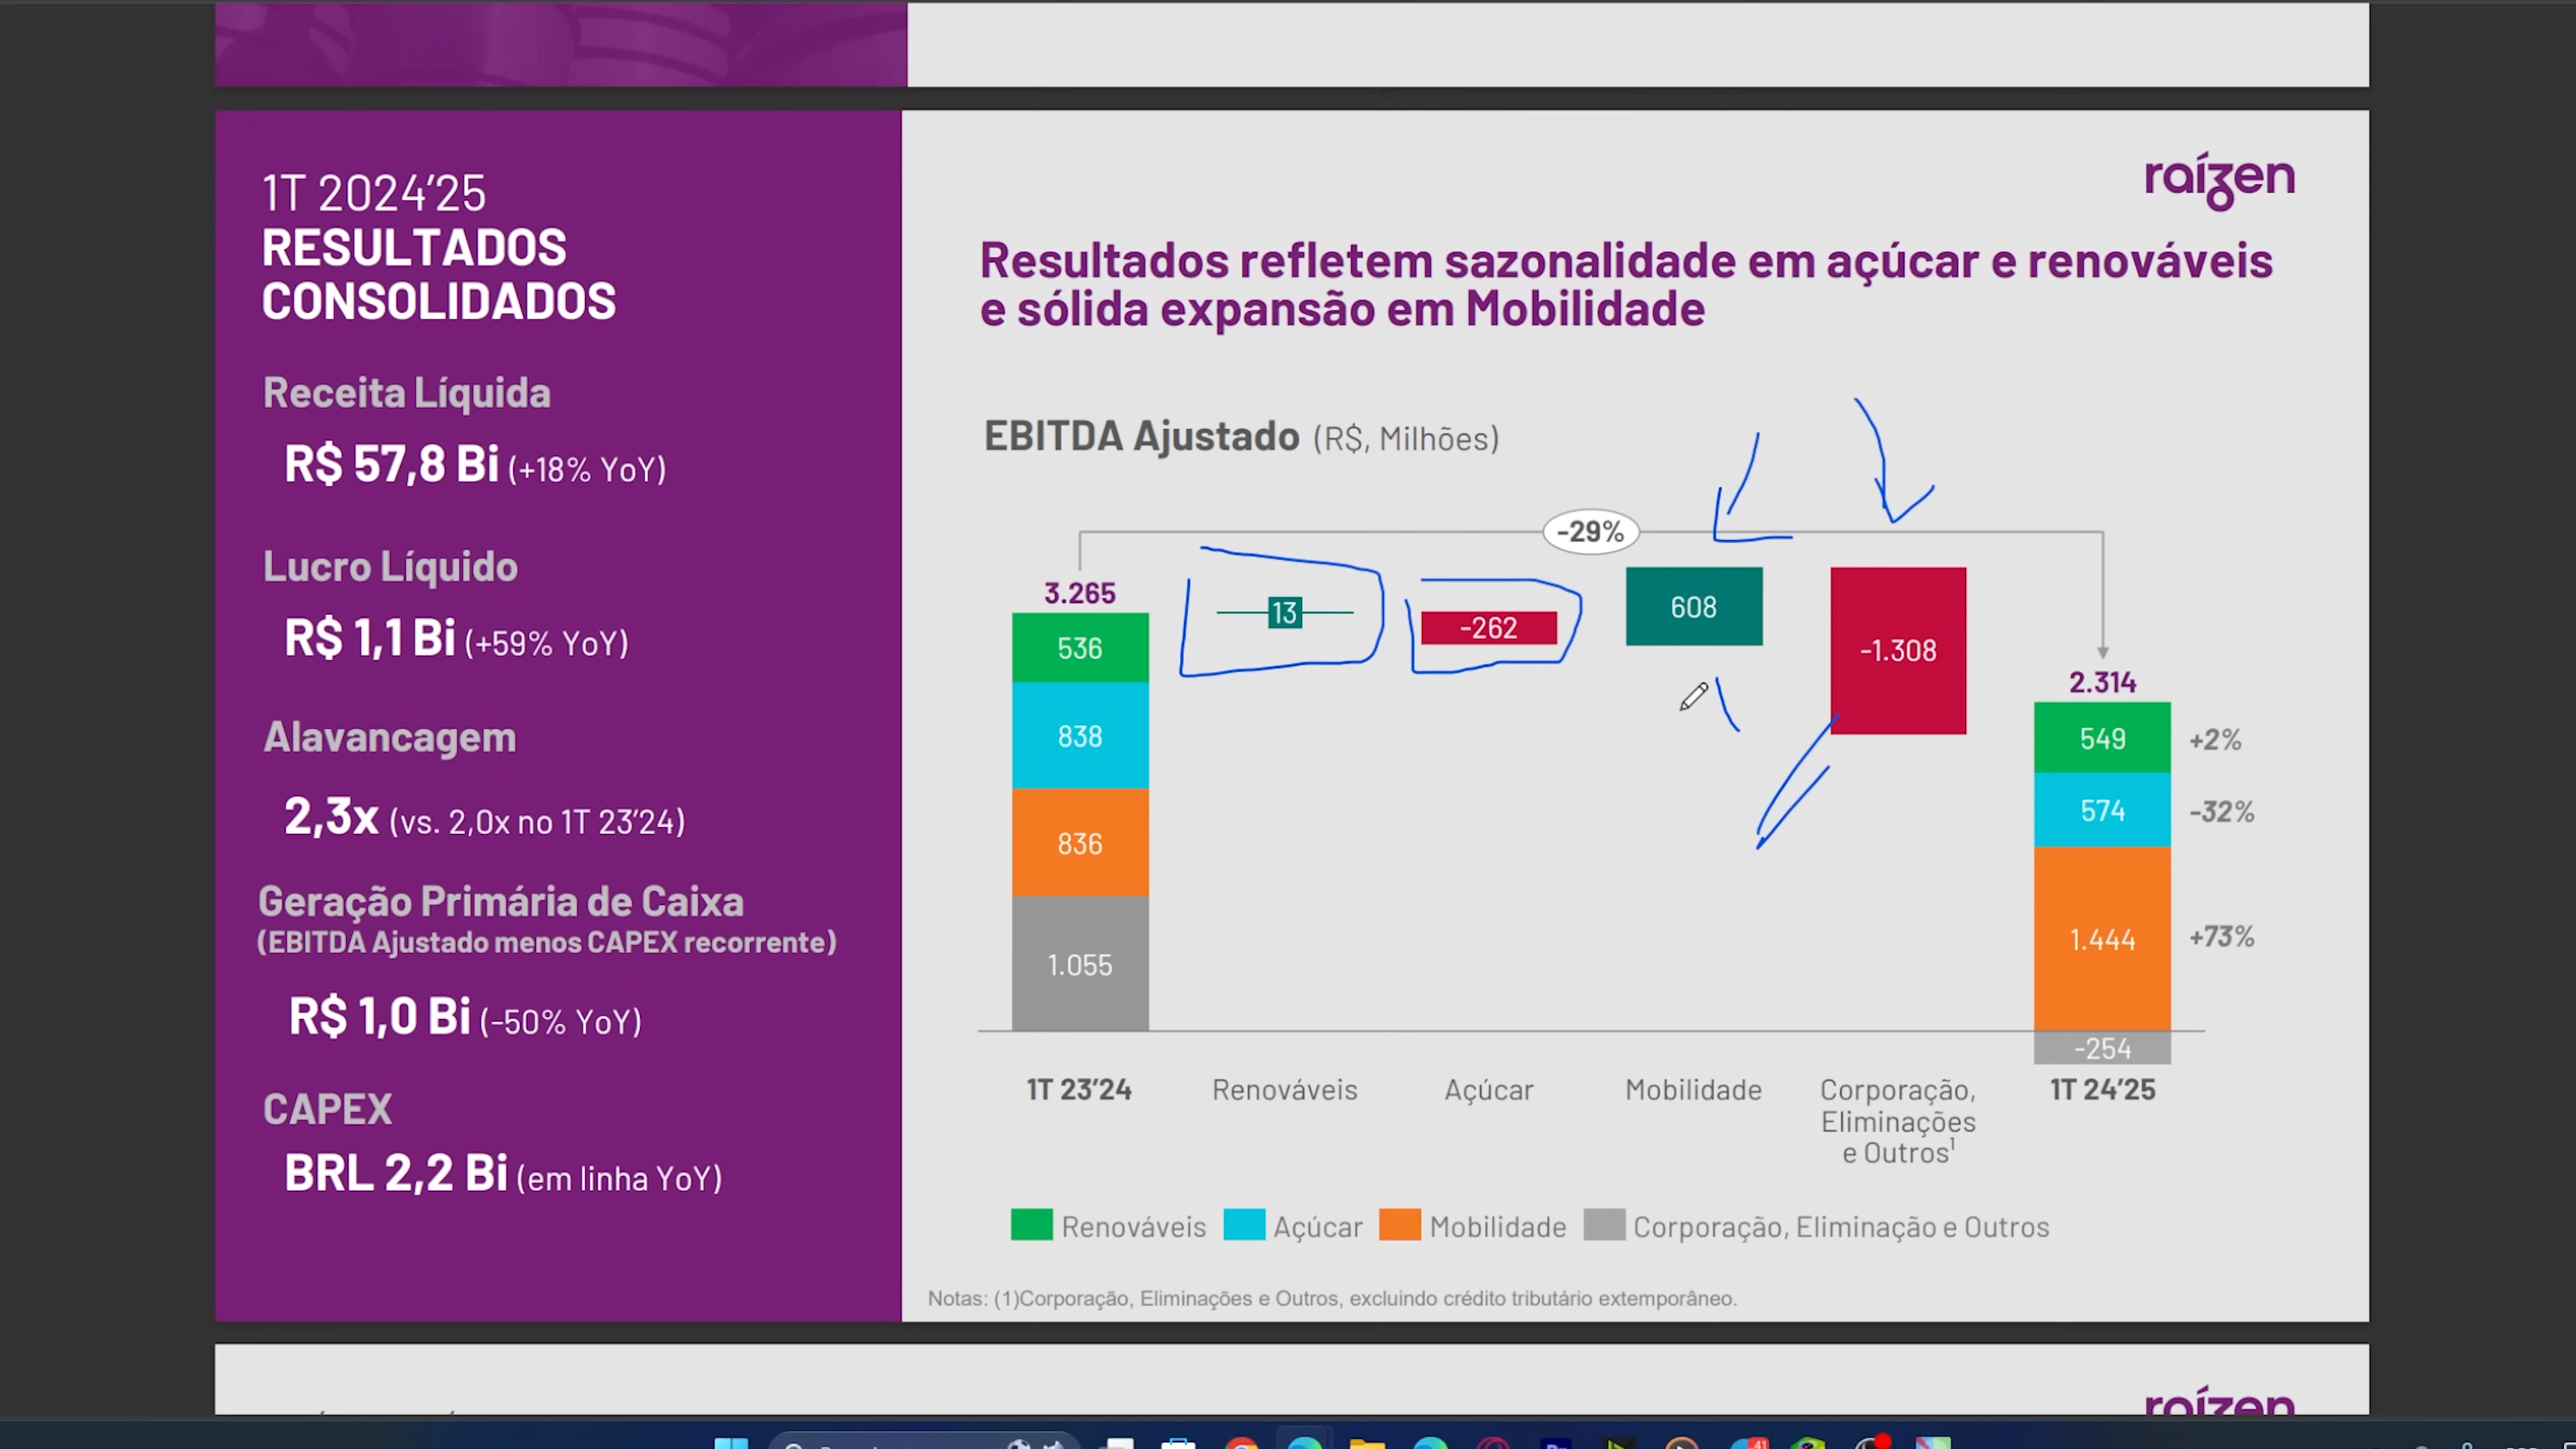 1T 2024’25
RESULTADOS
CONSOLIDADOS
Receita Líquida
R$ 57,8 Bi (+18% YoY)
Lucro Líquido
R$ 1,1 Bi (+59% YoY)
Alavancagem
2,3x (vs. 2,0x no 1T 23’24)
Geração Primária de Caixa
(EBITDA Ajustado menos CAPEX recorrente)
R$ 1,0 Bi (-50% YoY)
CAPEX
BRL 2,2 Bi (em linha YoY)
raízen
Resultados refletem sazonalidade em açúcar e renováveis
e sólida expansão em Mobilidade
EBITDA Ajustado (R$, Milhões)
-29%
3.265
536
838
836
1.055
13
-262
608
-1.308
2.314
549 +2%
574 -32%
1.444 +73%
-254
1T 23’24
Renováveis
Açúcar
Mobilidade
Corporação,
Eliminações
e Outros¹
1T 24’25
Renováveis Açúcar Mobilidade Corporação, Eliminação e Outros
Notas: (1)Corporação, Eliminações e Outros, excluindo crédito tributário extemporâneo.
raízen
41